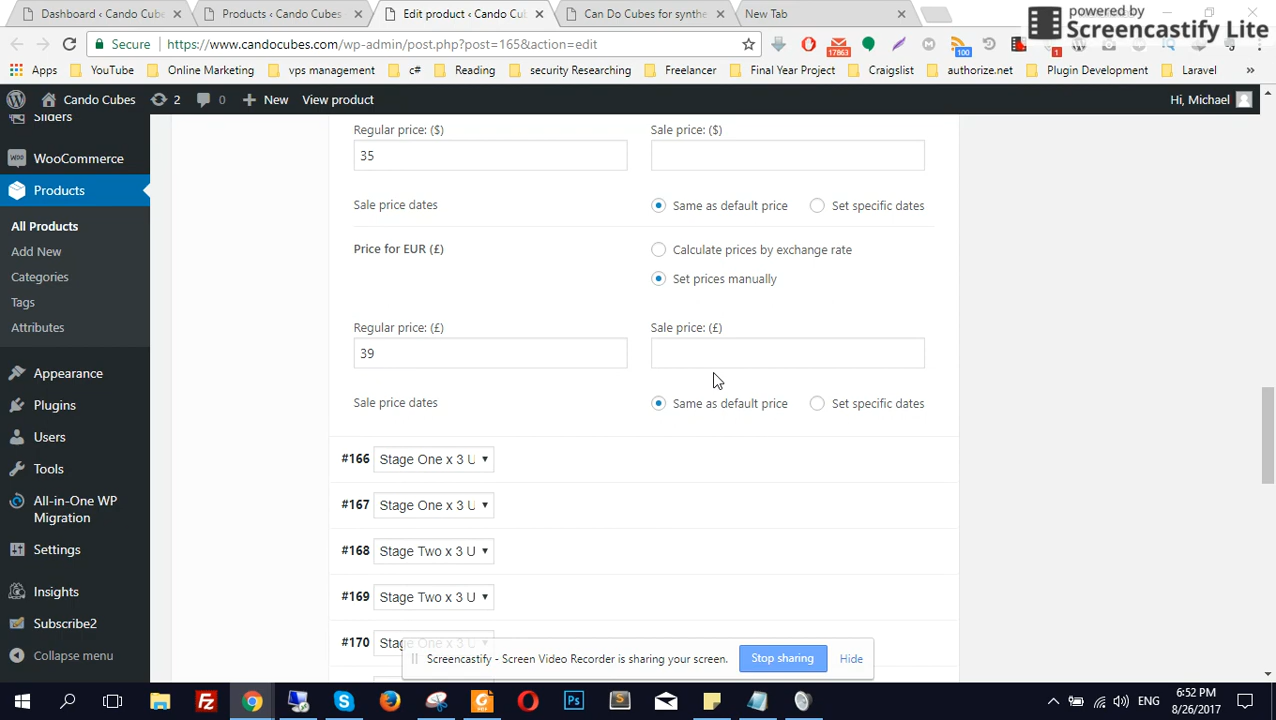 Dashboard ‹ Cando Cube
Products ‹ Cando Cubes
Edit product ‹ Cando Cu
Can Do Cubes for synthe
New Tab
powered by
Screencastify Lite
Secure https://www.candocubes.com/wp-admin/post.php?post=165&action=edit
17863
100
1
Apps YouTube Online Marketing vps management c# Reading security Researching Freelancer Final Year Project Craigslist authorize.net Plugin Development Laravel »
Cando Cubes 2 0 New View product Hi, Michael
Sliders
WooCommerce
Products
All Products
Add New
Categories
Tags
Attributes
Appearance
Plugins
Users
Tools
All-in-One WP
Migration
Settings
Insights
Subscribe2
Collapse menu
Regular price: ($) Sale price: ($)
35
Sale price dates Same as default price Set specific dates
Price for EUR (£) Calculate prices by exchange rate
Set prices manually
Regular price: (£) Sale price: (£)
39
Sale price dates Same as default price Set specific dates
#166 Stage One x 3 U
#167 Stage One x 3 U
#168 Stage Two x 3 U
#169 Stage Two x 3 U
#170 Stage One x 3 U
Screencastify - Screen Video Recorder is sharing your screen. Stop sharing Hide
ENG
6:52 PM
8/26/2017